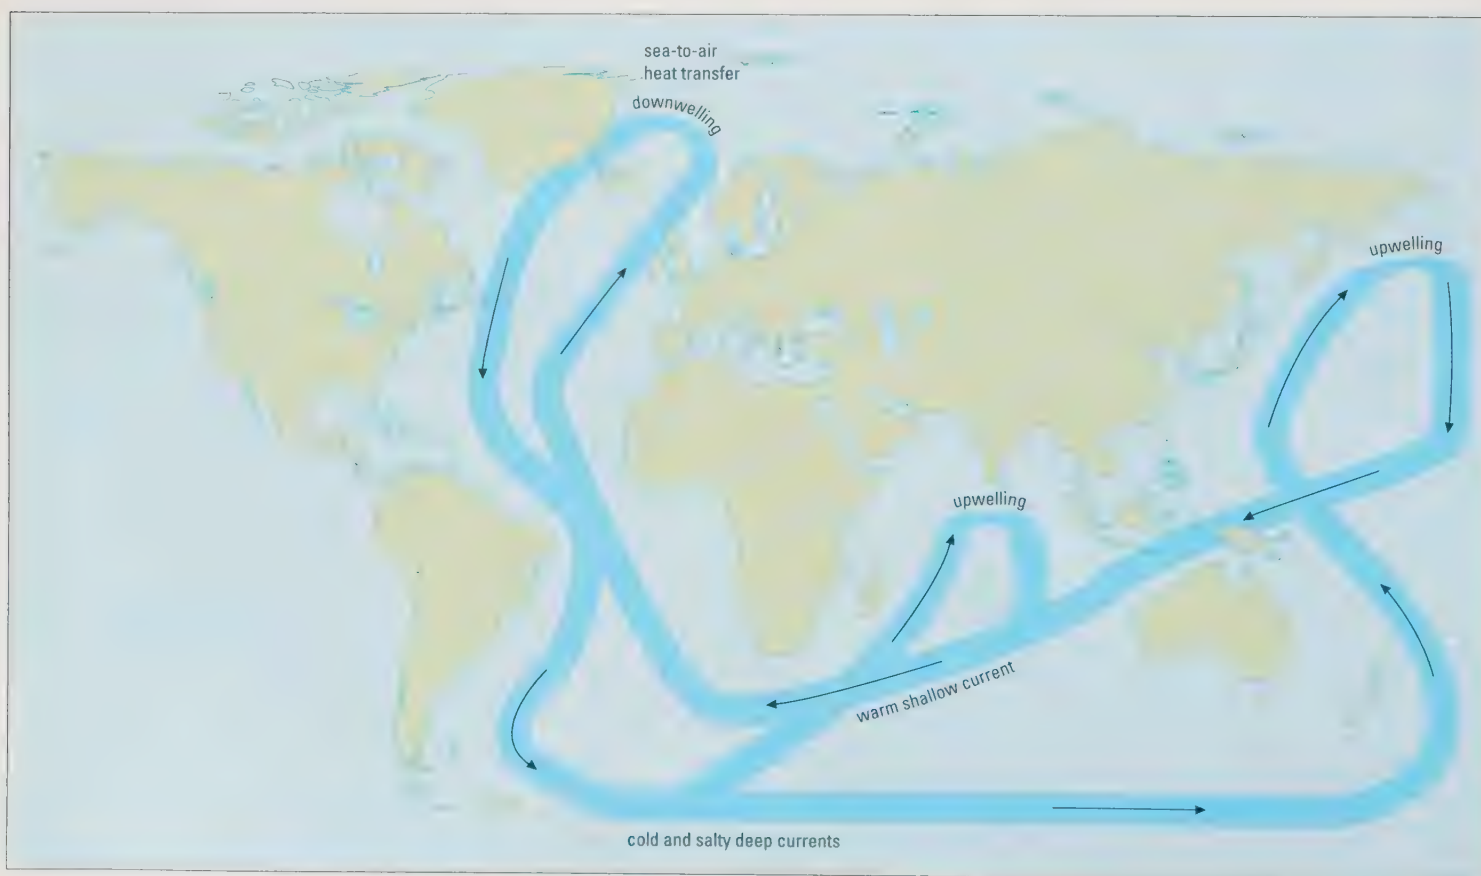 sea-to-air
heat transfer
downwelling
upwelling
upwelling
warm shallow current
cold and salty deep currents